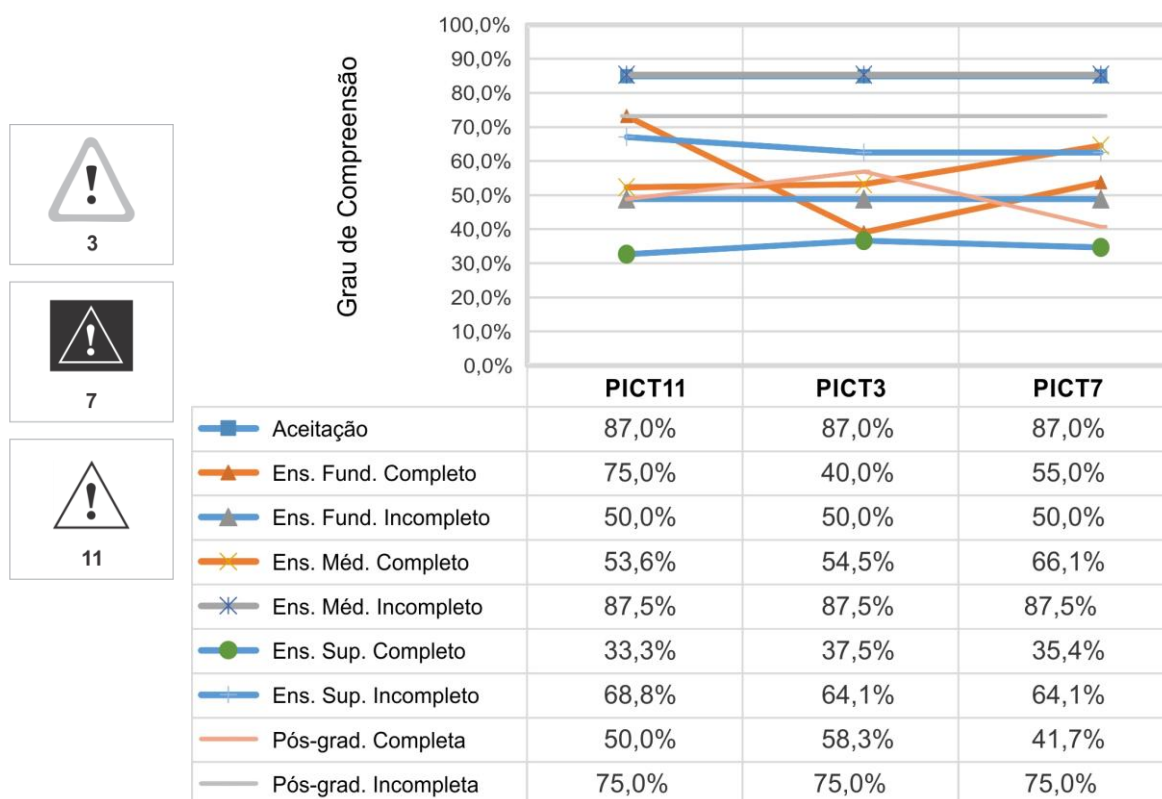 100,0%
90,0%
80,0%
70,0%
60,0%
50,0%
40,0%
30,0%
20,0%
10,0%
0,0%
Grau de Compreensão
!
3
!
7
!
11
PICT11 PICT3 PICT7
Aceitação 87,0% 87,0% 87,0%
Ens. Fund. Completo 75,0% 40,0% 55,0%
Ens. Fund. Incompleto 50,0% 50,0% 50,0%
Ens. Méd. Completo 53,6% 54,5% 66,1%
Ens. Méd. Incompleto 87,5% 87,5% 87,5%
Ens. Sup. Completo 33,3% 37,5% 35,4%
Ens. Sup. Incompleto 68,8% 64,1% 64,1%
Pós-grad. Completa 50,0% 58,3% 41,7%
Pós-grad. Incompleta 75,0% 75,0% 75,0%